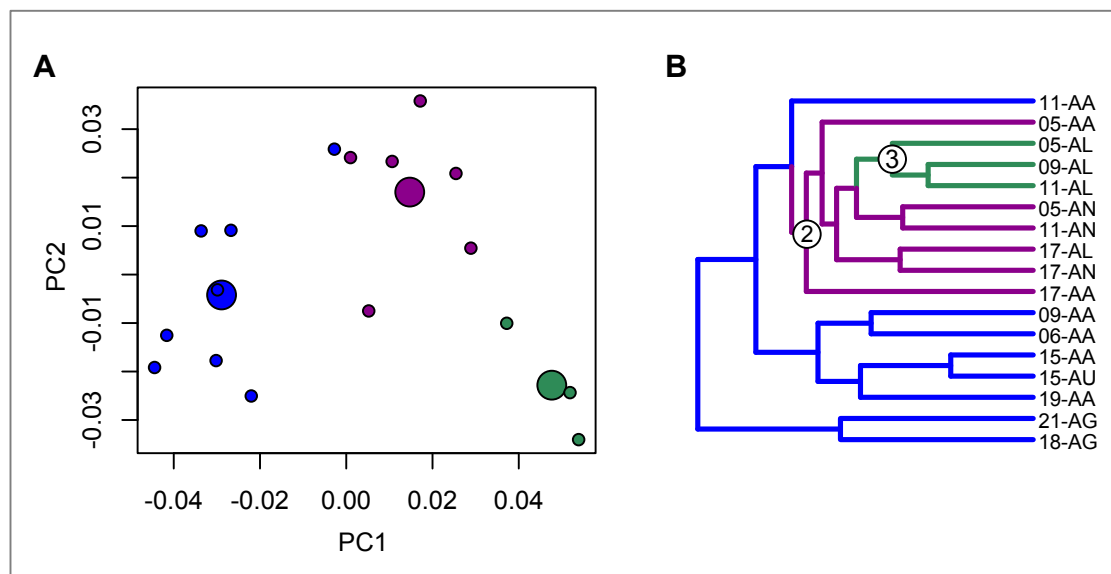 A
PC2
0.03
0.01
-0.01
-0.03
-0.04
-0.02
0.00
0.02
0.04
PC1
B
11-AA
05-AA
05-AL
09-AL
11-AL
05-AN
11-AN
17-AL
17-AN
17-AA
09-AA
06-AA
15-AA
15-AU
19-AA
21-AG
18-AG
3
2